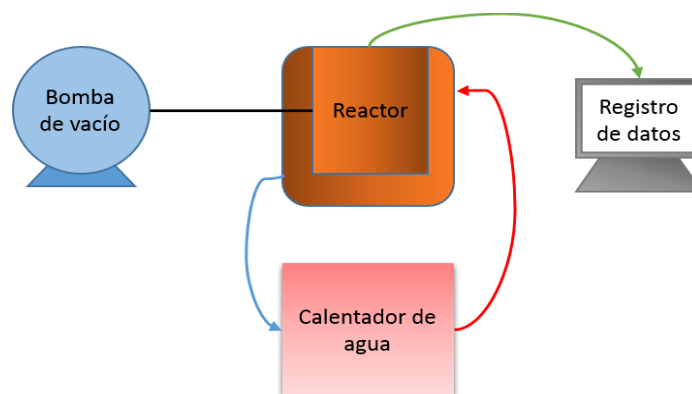 Bomba
de vacío
Reactor
Registro
de datos
Calentador de
agua